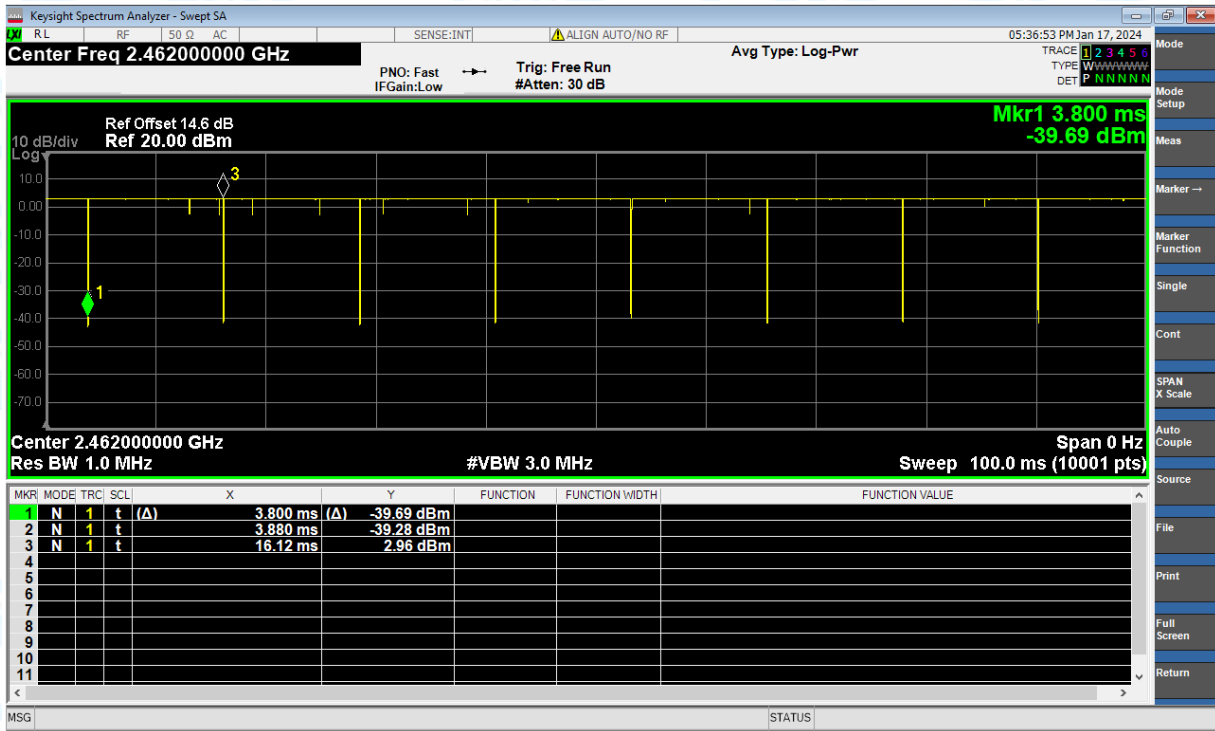 Keysight Spectrum Analyzer - Swept SA
LXI RL RF 50 Ω AC SENSE:INT ALIGN AUTO/NO RF 05:36:53 PM Jan 17, 2024
Center Freq 2.462000000 GHz
Avg Type: Log-Pwr
TRACE 1 2 3 4 5 6
TYPE WWWWWW
DET P N N N N N
PNO: Fast
IFGain:Low
Trig: Free Run
#Atten: 30 dB
Mkr1 3.800 ms
-39.69 dBm
Ref Offset 14.6 dB
10 dB/div Ref 20.00 dBm
Log
10.0
0.00
-10.0
-20.0
-30.0
-40.0
-50.0
-60.0
-70.0
3
1
Center 2.462000000 GHz Span 0 Hz
Res BW 1.0 MHz #VBW 3.0 MHz Sweep 100.0 ms (10001 pts)
MKR MODE TRC SCL X Y FUNCTION FUNCTION WIDTH FUNCTION VALUE
1 N 1 t (Δ) 3.800 ms (Δ) -39.69 dBm
2 N 1 t 3.880 ms -39.28 dBm
3 N 1 t 16.12 ms 2.96 dBm
4
5
6
7
8
9
10
11
MSG STATUS
Mode
Mode
Setup
Meas
Marker →
Marker
Function
Single
Cont
SPAN
X Scale
Auto
Couple
Source
File
Print
Full
Screen
Return